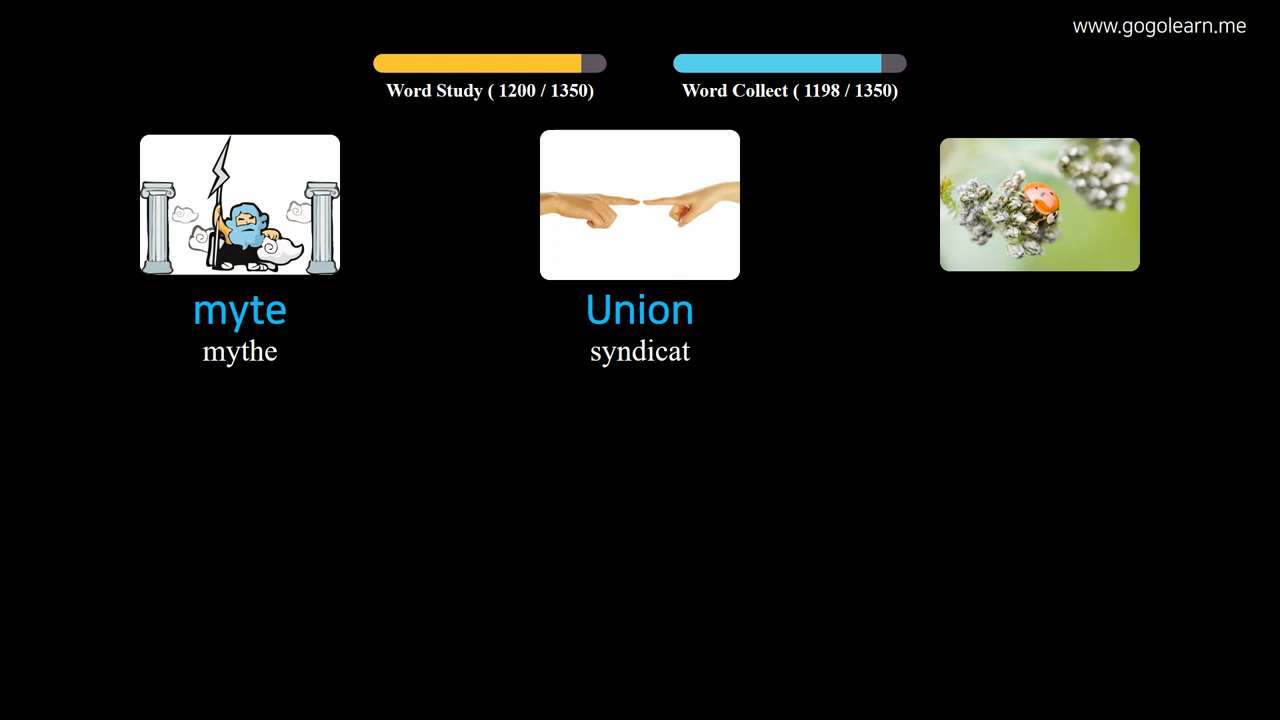 www.gogolearn.me
Word Study ( 1200 / 1350)
Word Collect ( 1198 / 1350)
myte
mythe
Union
syndicat